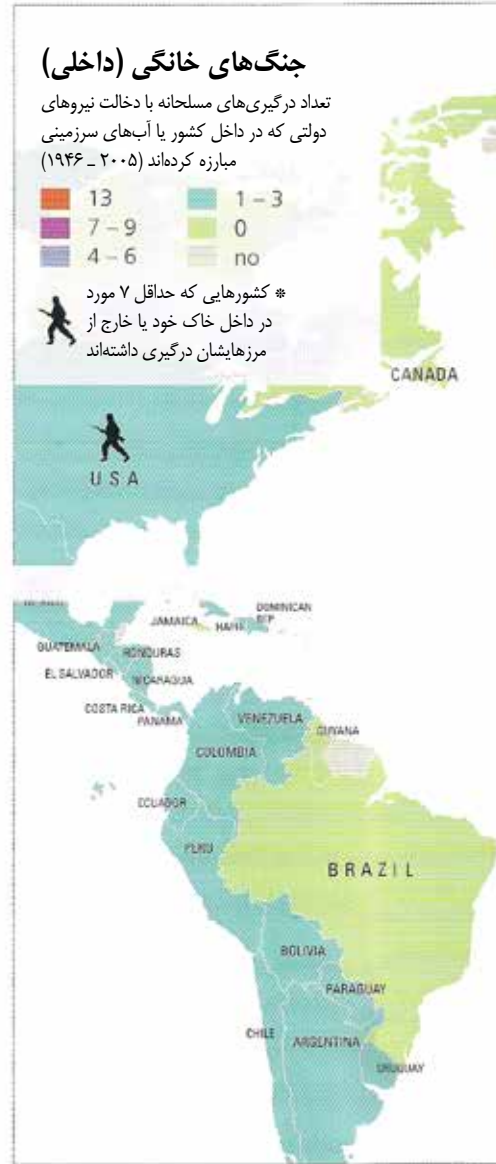 جنگ‌های خانگی (داخلی)
تعداد درگیری‌های مسلحانه با دخالت نیروهای
دولتی که در داخل کشور یا آب‌های سرزمینی
مبارزه کرده‌اند (۲۰۰۵ ـ ۱۹۴۶)
13
1 – 3
7 – 9
0
4 – 6
no
* کشورهایی که حداقل ۷ مورد
در داخل خاک خود یا خارج از
مرزهایشان درگیری داشته‌اند
CANADA
USA
DOMINICAN
REP
JAMAICA
HAITI
GUATEMALA
HONDURAS
EL SALVADOR
NICARAGUA
COSTA RICA
PANAMA
VENEZUELA
GUYANA
COLOMBIA
ECUADOR
PERU
BRAZIL
BOLIVIA
PARAGUAY
CHILE
ARGENTINA
URUGUAY